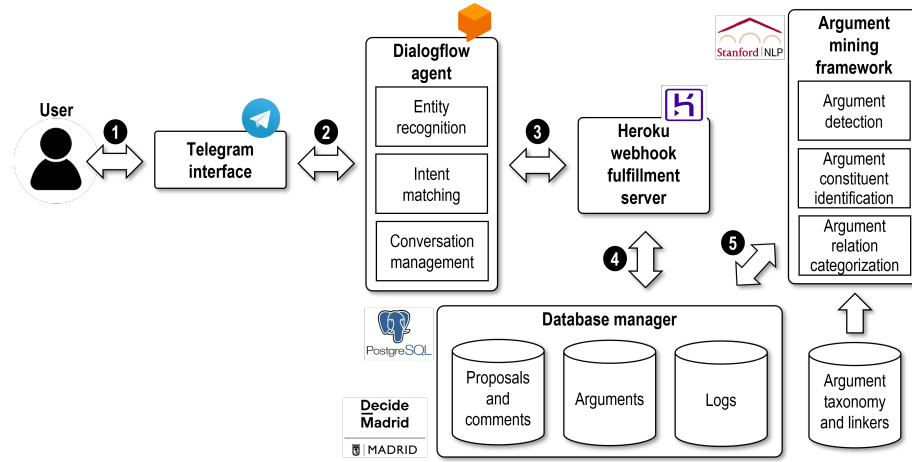 User
1
Telegram
interface
2
Dialogflow
agent
Entity
recognition
Intent
matching
Conversation
management
3
Heroku
webhook
fulfillment
server
4
5
Stanford NLP
Argument
mining
framework
Argument
detection
Argument
constituent
identification
Argument
relation
categorization
PostgreSQL
Database manager
Proposals
and
comments
Arguments
Logs
Argument
taxonomy
and linkers
Decide
Madrid
MADRID